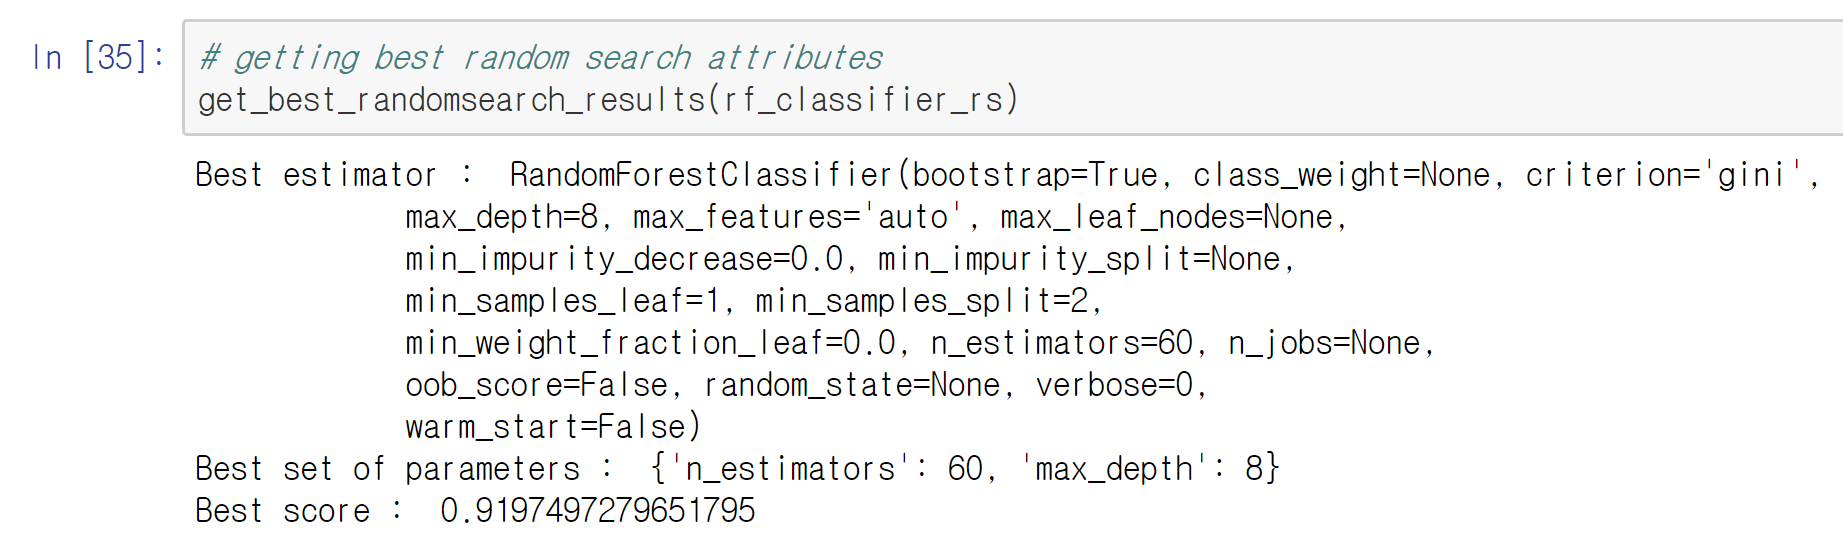 In [35]:
# getting best random search attributes
get_best_randomsearch_results(rf_classifier_rs)
Best estimator :  RandomForestClassifier(bootstrap=True, class_weight=None, criterion='gini',
            max_depth=8, max_features='auto', max_leaf_nodes=None,
            min_impurity_decrease=0.0, min_impurity_split=None,
            min_samples_leaf=1, min_samples_split=2,
            min_weight_fraction_leaf=0.0, n_estimators=60, n_jobs=None,
            oob_score=False, random_state=None, verbose=0,
            warm_start=False)
Best set of parameters :  {'n_estimators': 60, 'max_depth': 8}
Best score :  0.9197497279651795